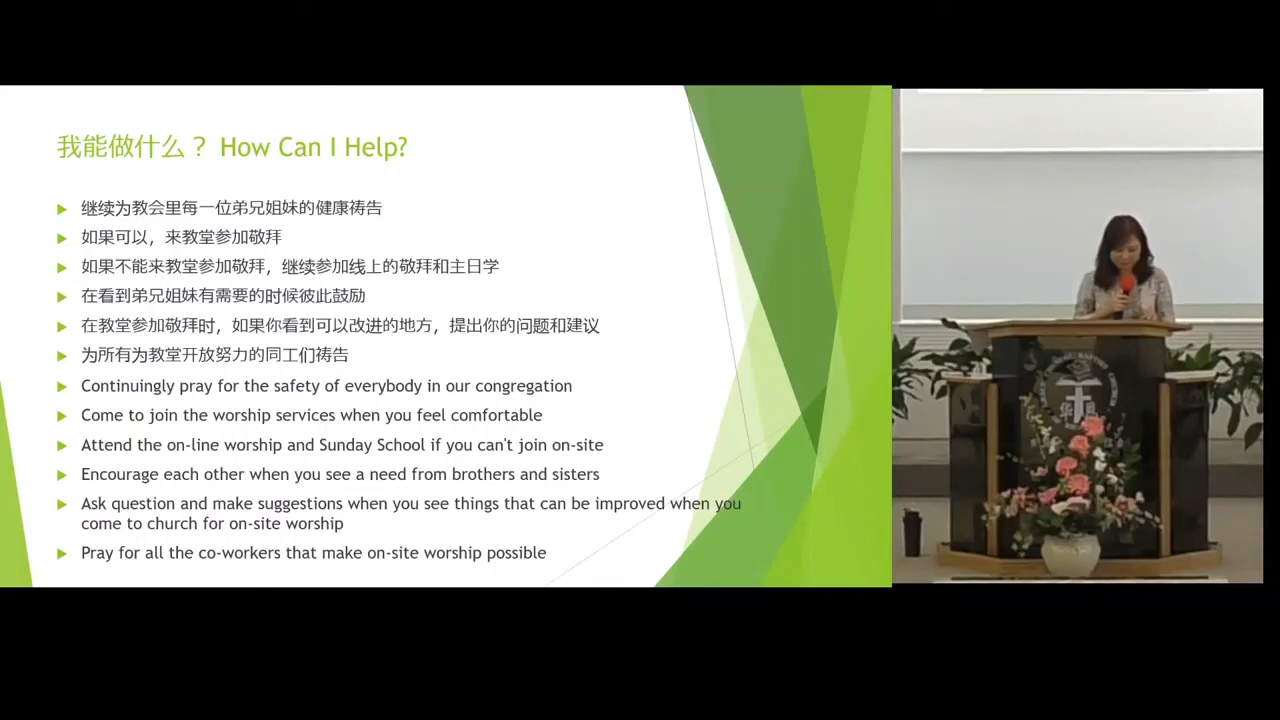 我能做什么？ How Can I Help?
继续为教会里每一位弟兄姐妹的健康祷告
如果可以，来教堂参加敬拜
如果不能来教堂参加敬拜，继续参加线上的敬拜和主日学
在看到弟兄姐妹有需要的时候彼此鼓励
在教堂参加敬拜时，如果你看到可以改进的地方，提出你的问题和建议
为所有为教堂开放努力的同工们祷告
Continuingly pray for the safety of everybody in our congregation
Come to join the worship services when you feel comfortable
Attend the on-line worship and Sunday School if you can't join on-site
Encourage each other when you see a need from brothers and sisters
Ask question and make suggestions when you see things that can be improved when you
come to church for on-site worship
Pray for all the co-workers that make on-site worship possible